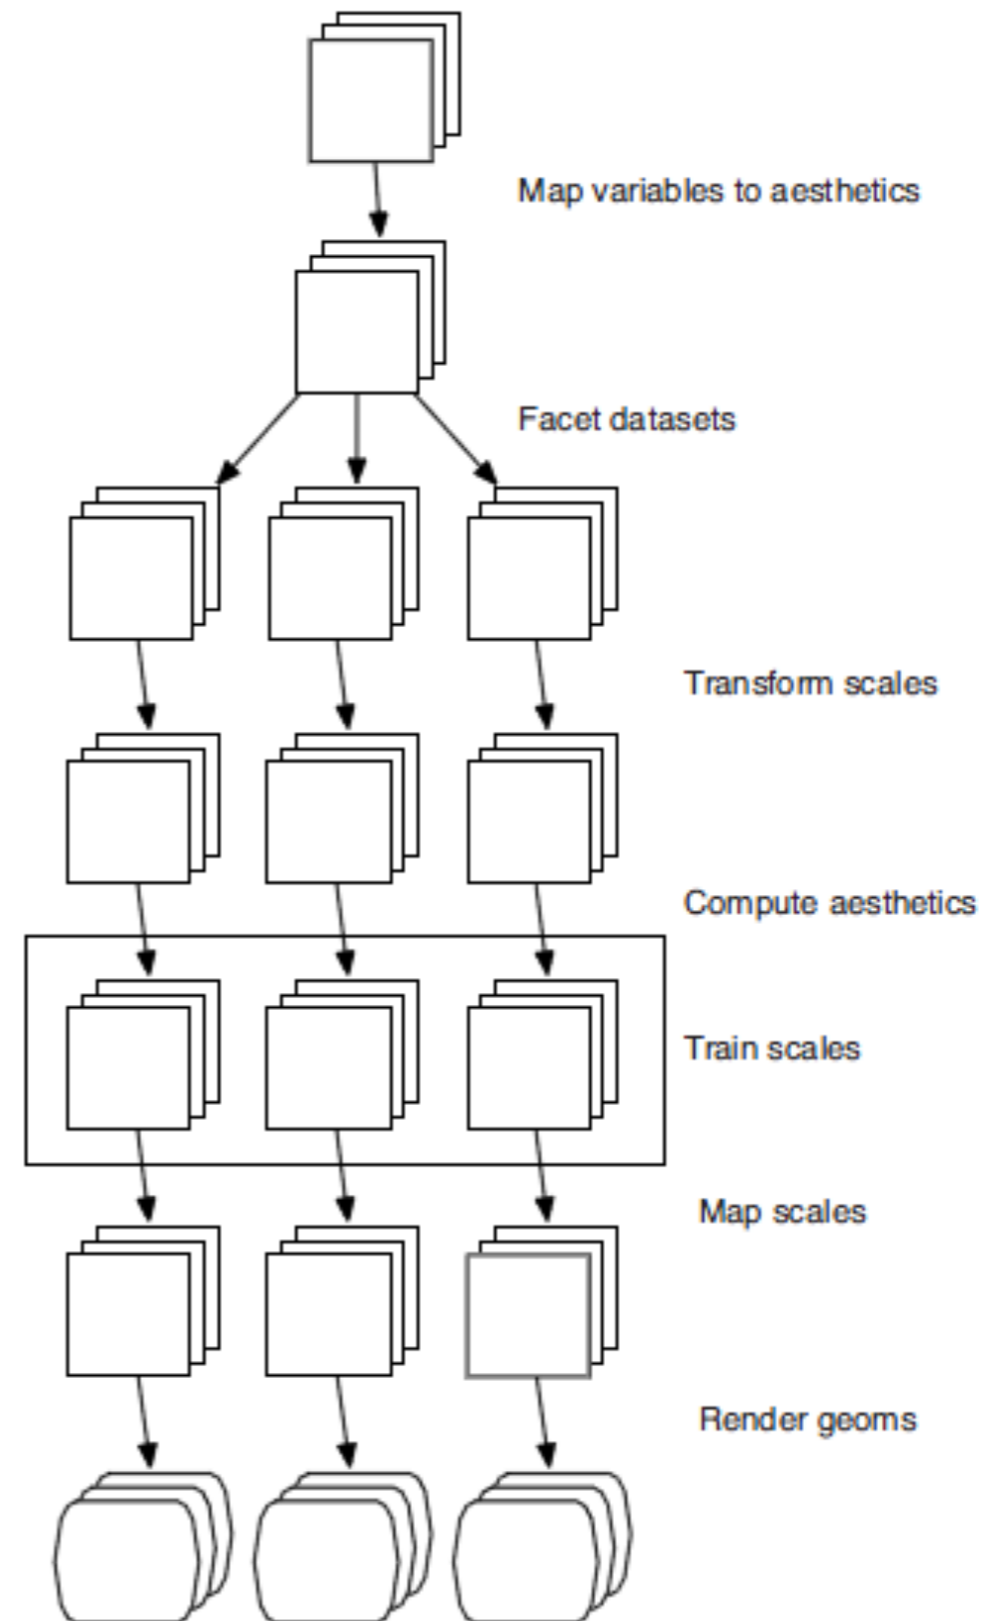 Map variables to aesthetics
Facet datasets
Transform scales
Compute aesthetics
Train scales
Map scales
Render geoms